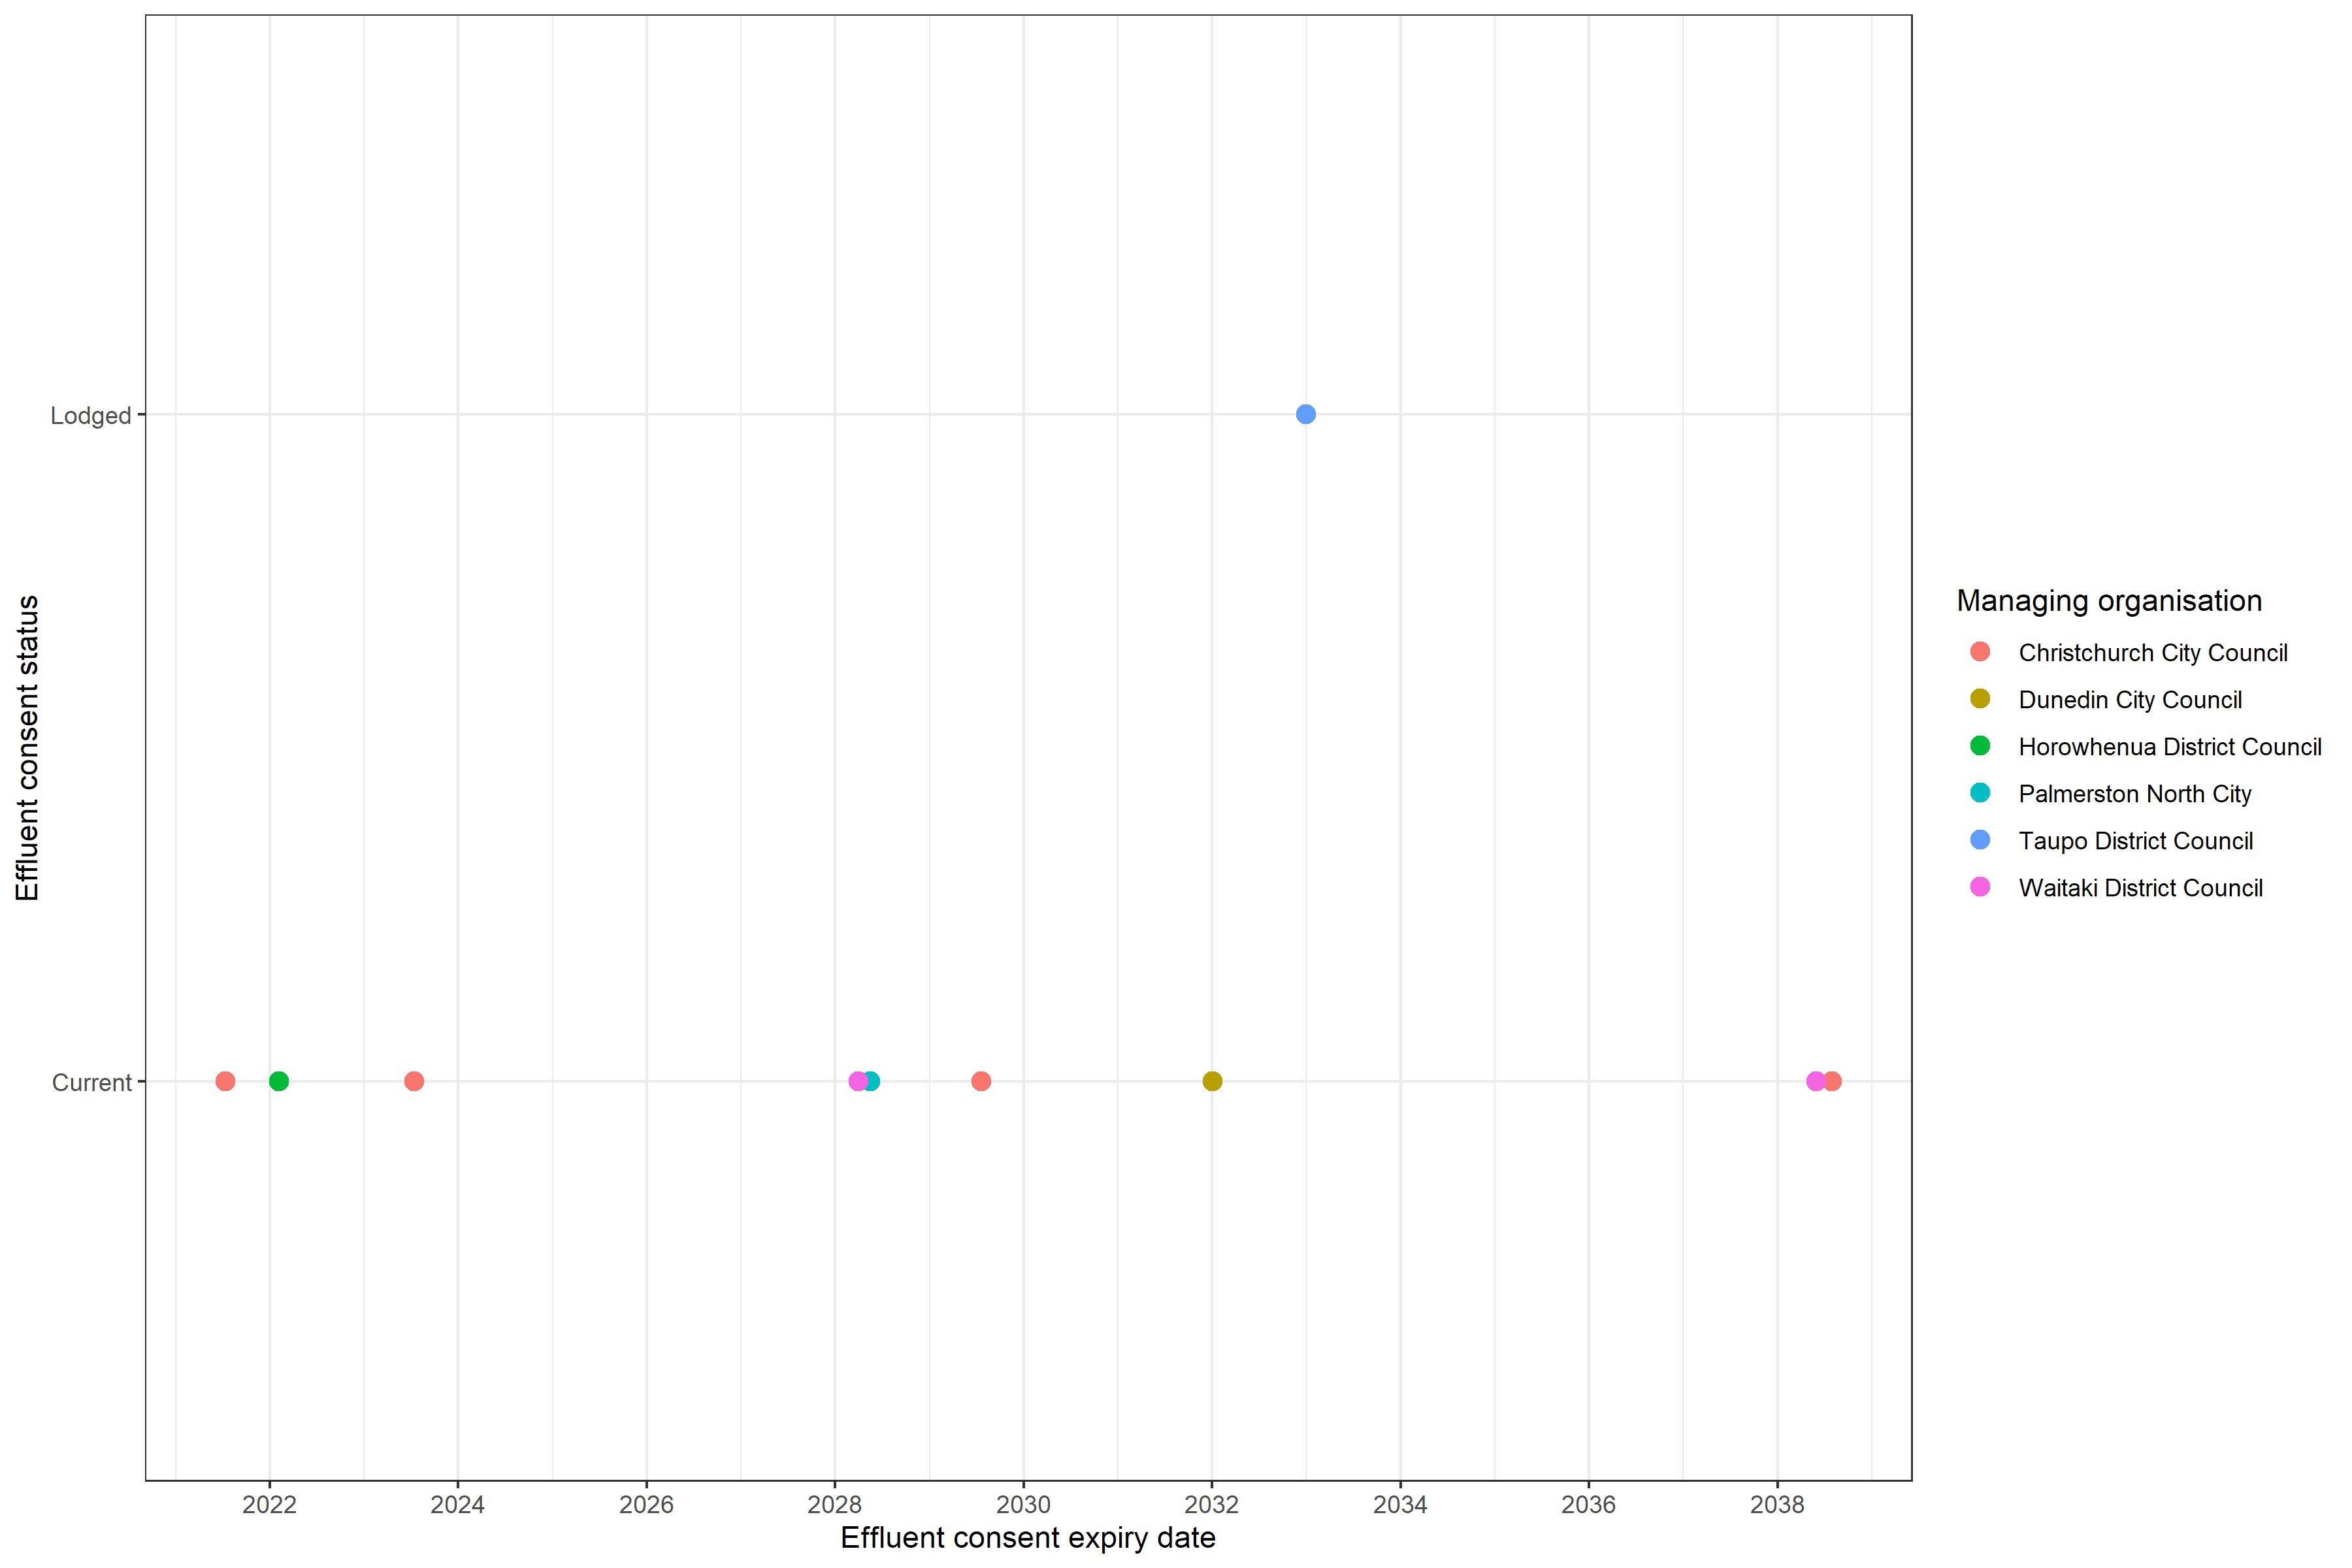 Effluent consent status
Lodged
Current
2022
2024
2026
2028
2030
2032
2034
2036
2038
Effluent consent expiry date
Managing organisation
Christchurch City Council
Dunedin City Council
Horowhenua District Council
Palmerston North City
Taupo District Council
Waitaki District Council